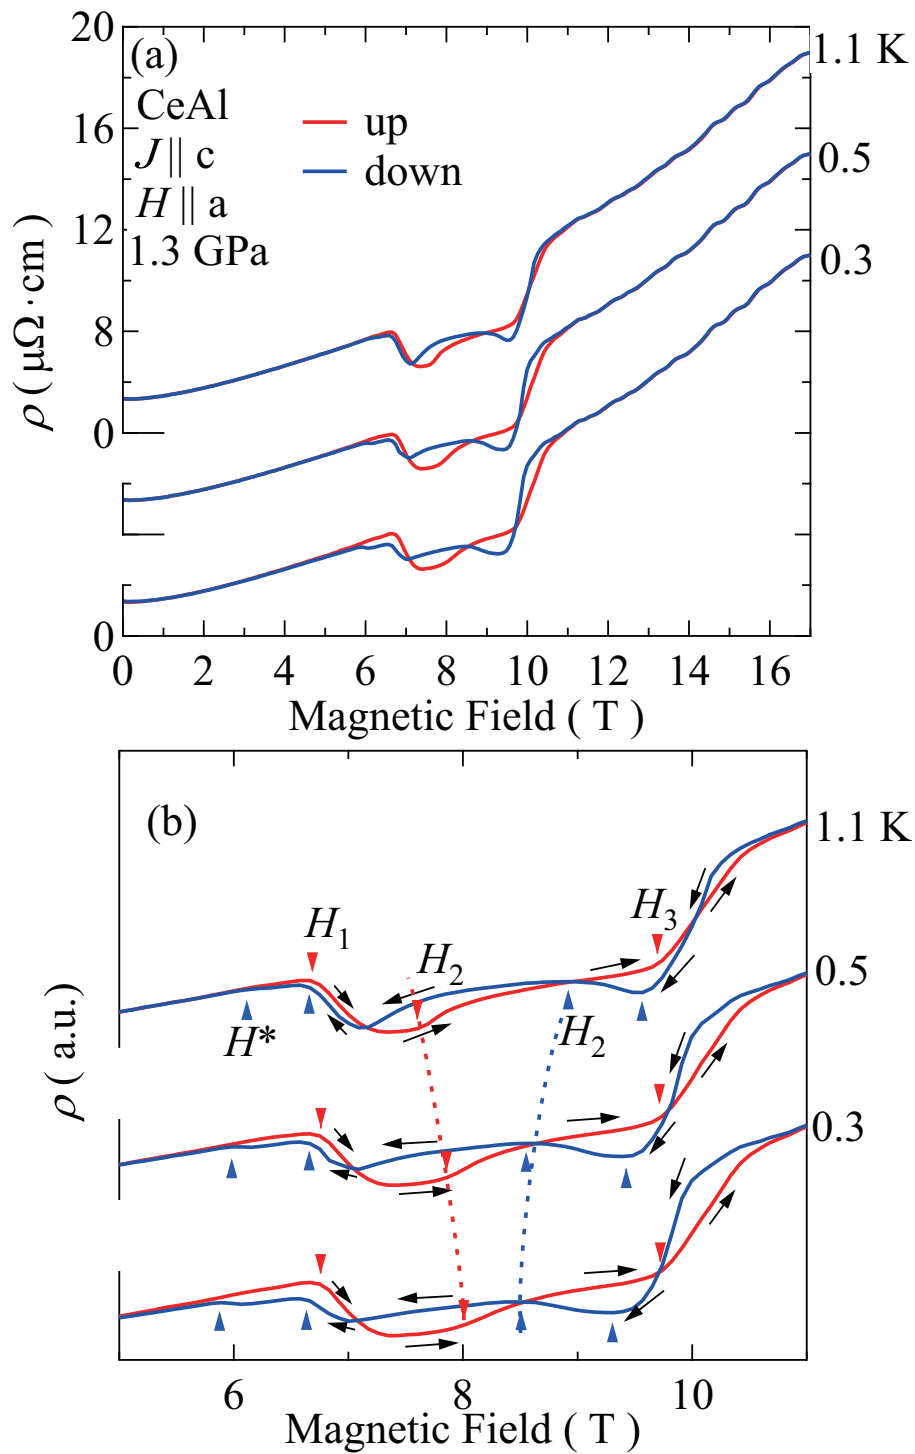 20
(a)
1.1 K
CeAl
up
16
J || c
down
0.5
H || a
12
1.3 GPa
0.3
8
ρ ( μΩ·cm)
0
0
0 2 4 6 8 10 12 14 16
Magnetic Field ( T )
(b)
1.1 K
H1
H2
H3
0.5
H*
H2
ρ ( a.u.)
0.3
6 8 10
Magnetic Field ( T )